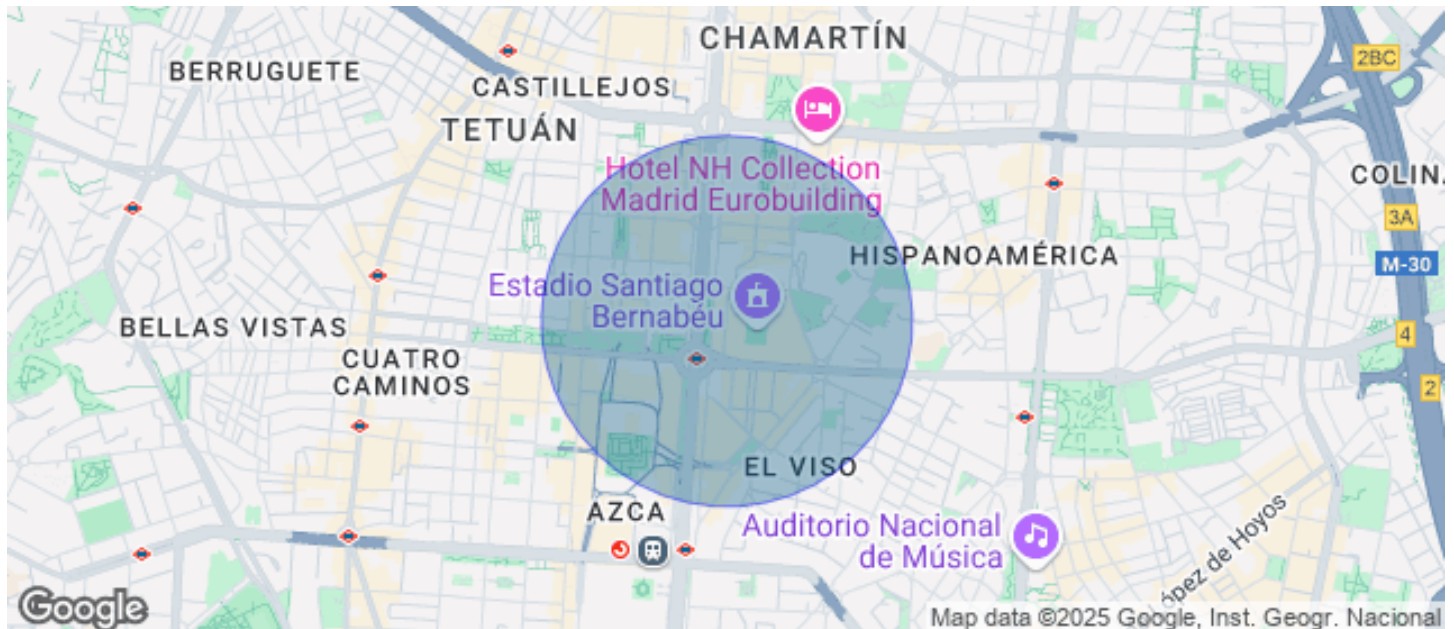 CHAMARTÍN
2BC
BERRUGUETE
CASTILLEJOS
TETUÁN
Hotel NH Collection
Madrid Eurobuilding
COLIN
3A
HISPANOAMÉRICA
M-30
Estadio Santiago
Bernabéu
BELLAS VISTAS
4
CUATRO
CAMINOS
2
EL VISO
AZCA
Auditorio Nacional
de Música
ópez de Hoyos
Google
Map data ©2025 Google, Inst. Geogr. Nacional